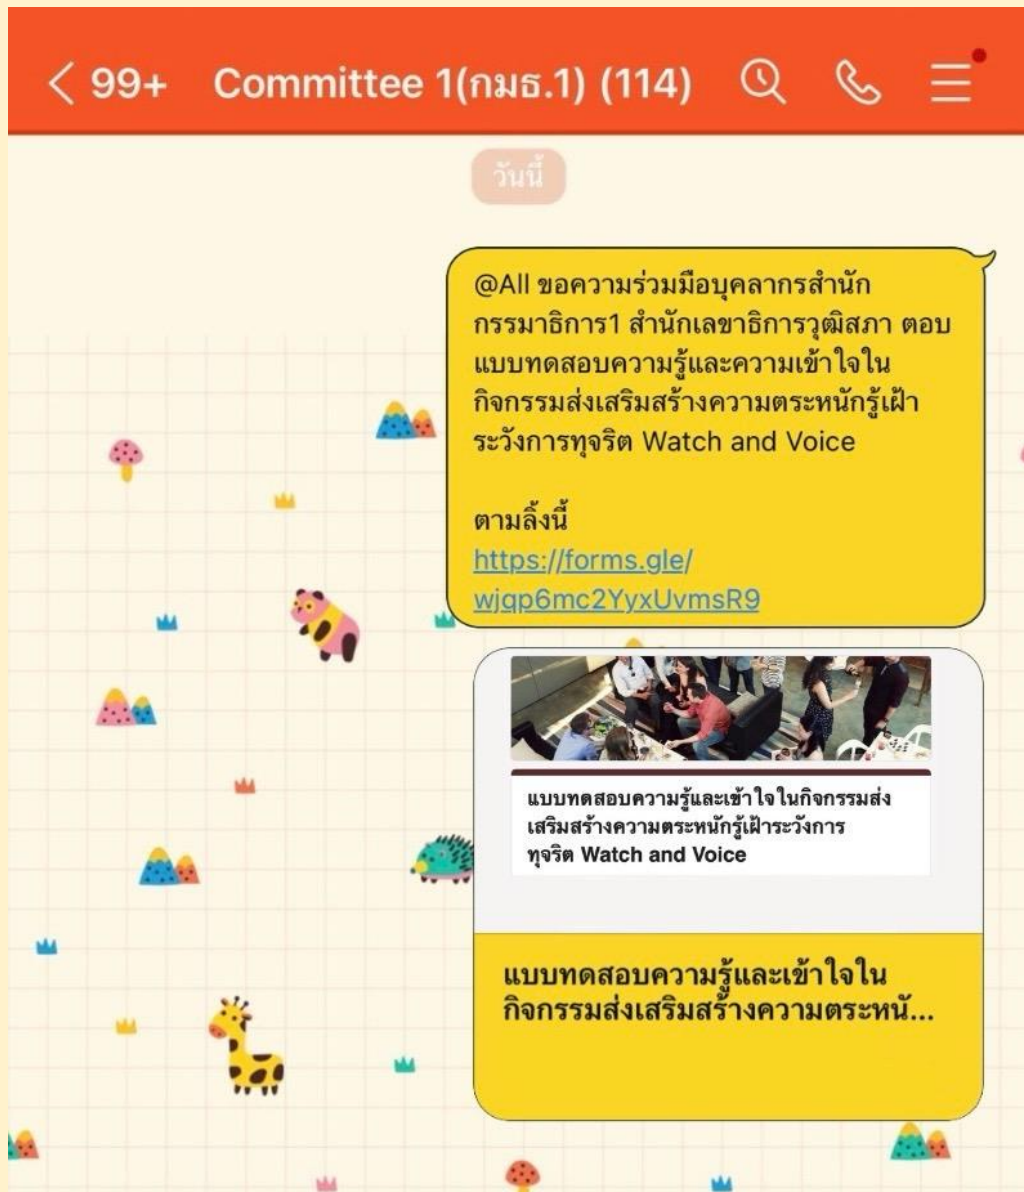 99+ Committee 1(กมธ.1) (114)
วันนี้
@All ขอความร่วมมือบุคลากรสำนัก
กรรมาธิการ1 สำนักเลขาธิการวุฒิสภา ตอบ
แบบทดสอบความรู้และความเข้าใจใน
กิจกรรมส่งเสริมสร้างความตระหนักรู้เฝ้า
ระวังการทุจริต Watch and Voice
ตามลิ้งนี้
https://forms.gle/
wjqp6mc2YyxUvmsR9
แบบทดสอบความรู้และเข้าใจในกิจกรรมส่ง
เสริมสร้างความตระหนักรู้เฝ้าระวังการ
ทุจริต Watch and Voice
แบบทดสอบความรู้และเข้าใจใน
กิจกรรมส่งเสริมสร้างความตระหนั...